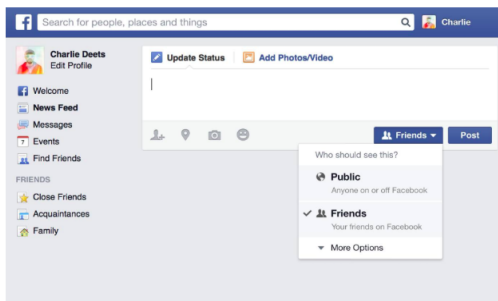 Search for people, places and things
Charlie
Charlie Deets
Edit Profile
Welcome
News Feed
Messages
7 Events
Find Friends
FRIENDS
Close Friends
Acquaintances
Family
Update Status
Add Photos/Video
Friends
Post
Who should see this?
Public
Anyone on or off Facebook
Friends
Your friends on Facebook
More Options